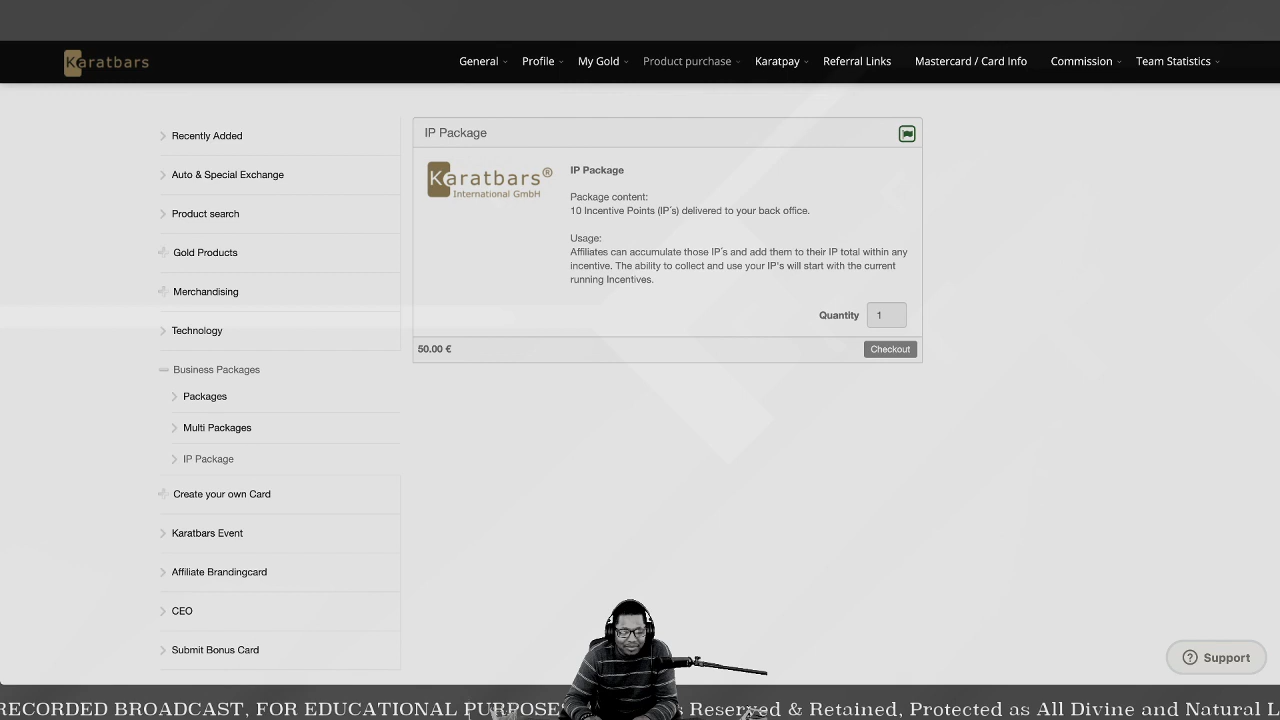 Karatbars
General
Profile
My Gold
Product purchase
Karatpay
Referral Links
Mastercard / Card Info
Commission
Team Statistics
Recently Added
Auto & Special Exchange
Product search
Gold Products
Merchandising
Technology
Business Packages
Packages
Multi Packages
IP Package
Create your own Card
Karatbars Event
Affiliate Brandingcard
CEO
Submit Bonus Card
IP Package
Karatbars®
International GmbH
IP Package
Package content:
10 Incentive Points (IP´s) delivered to your back office.
Usage:
Affiliates can accumulate those IP´s and add them to their IP total within any
incentive. The ability to collect and use your IP's will start with the current
running Incentives.
Quantity 1
50.00 €
Checkout
Support
RECORDED BROADCAST, FOR EDUCATIONAL PURPOSE Reserved & Retained, Protected as All Divine and Natural L